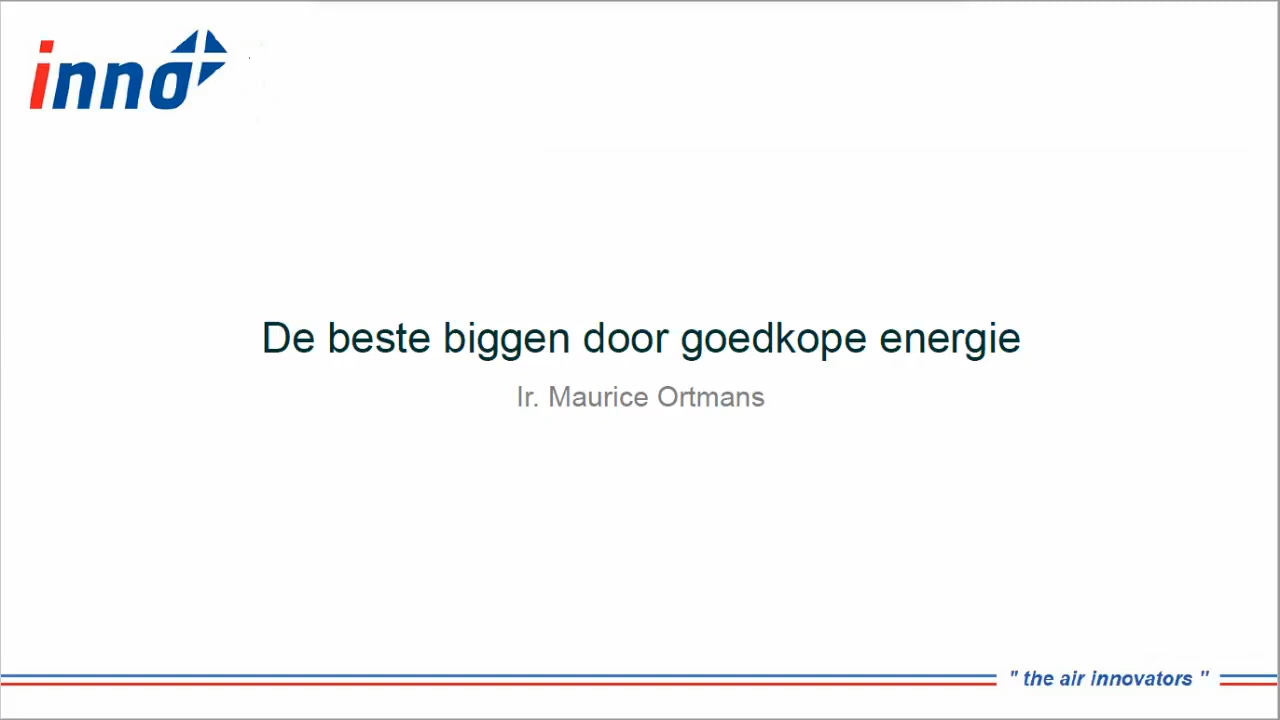 inno
De beste biggen door goedkope energie
Ir. Maurice Ortmans
" the air innovators "